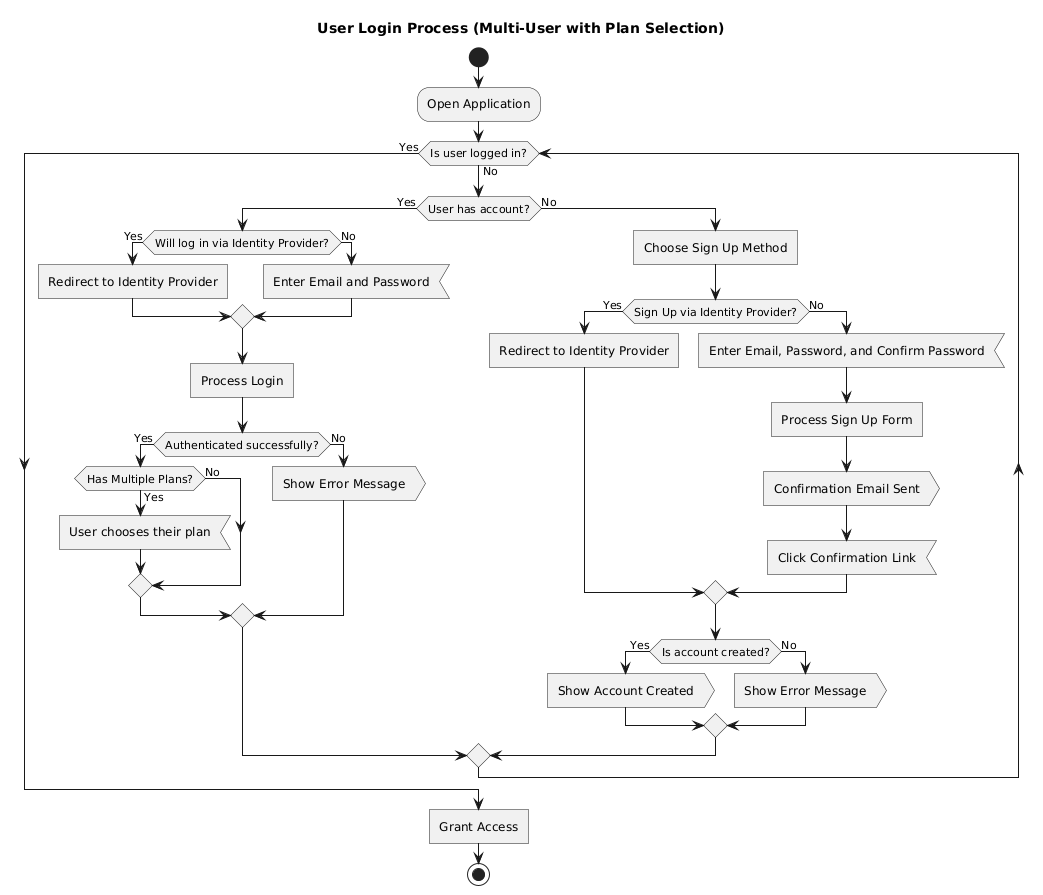 User Login Process (Multi-User with Plan Selection)
Open Application
Yes
Is user logged in?
No
Yes
User has account?
No
Yes
Will log in via Identity Provider?
No
Redirect to Identity Provider
Enter Email and Password
Process Login
Yes
Authenticated successfully?
No
Has Multiple Plans?
No
Yes
User chooses their plan
Show Error Message
Choose Sign Up Method
Yes
Sign Up via Identity Provider?
No
Redirect to Identity Provider
Enter Email, Password, and Confirm Password
Process Sign Up Form
Confirmation Email Sent
Click Confirmation Link
Yes
Is account created?
No
Show Account Created
Show Error Message
Grant Access